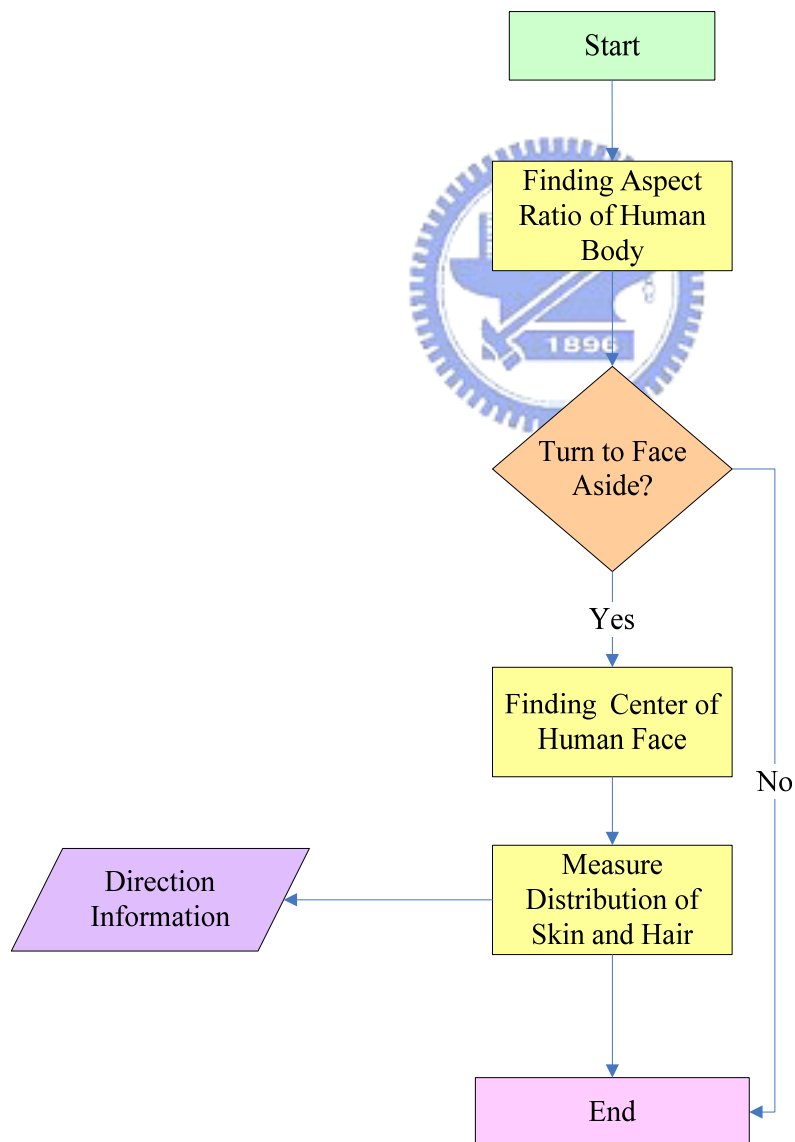 Start
Finding Aspect
Ratio of Human
Body
1896
Turn to Face
Aside?
Yes
Finding Center of
Human Face
No
Measure
Distribution of
Skin and Hair
Direction
Information
End